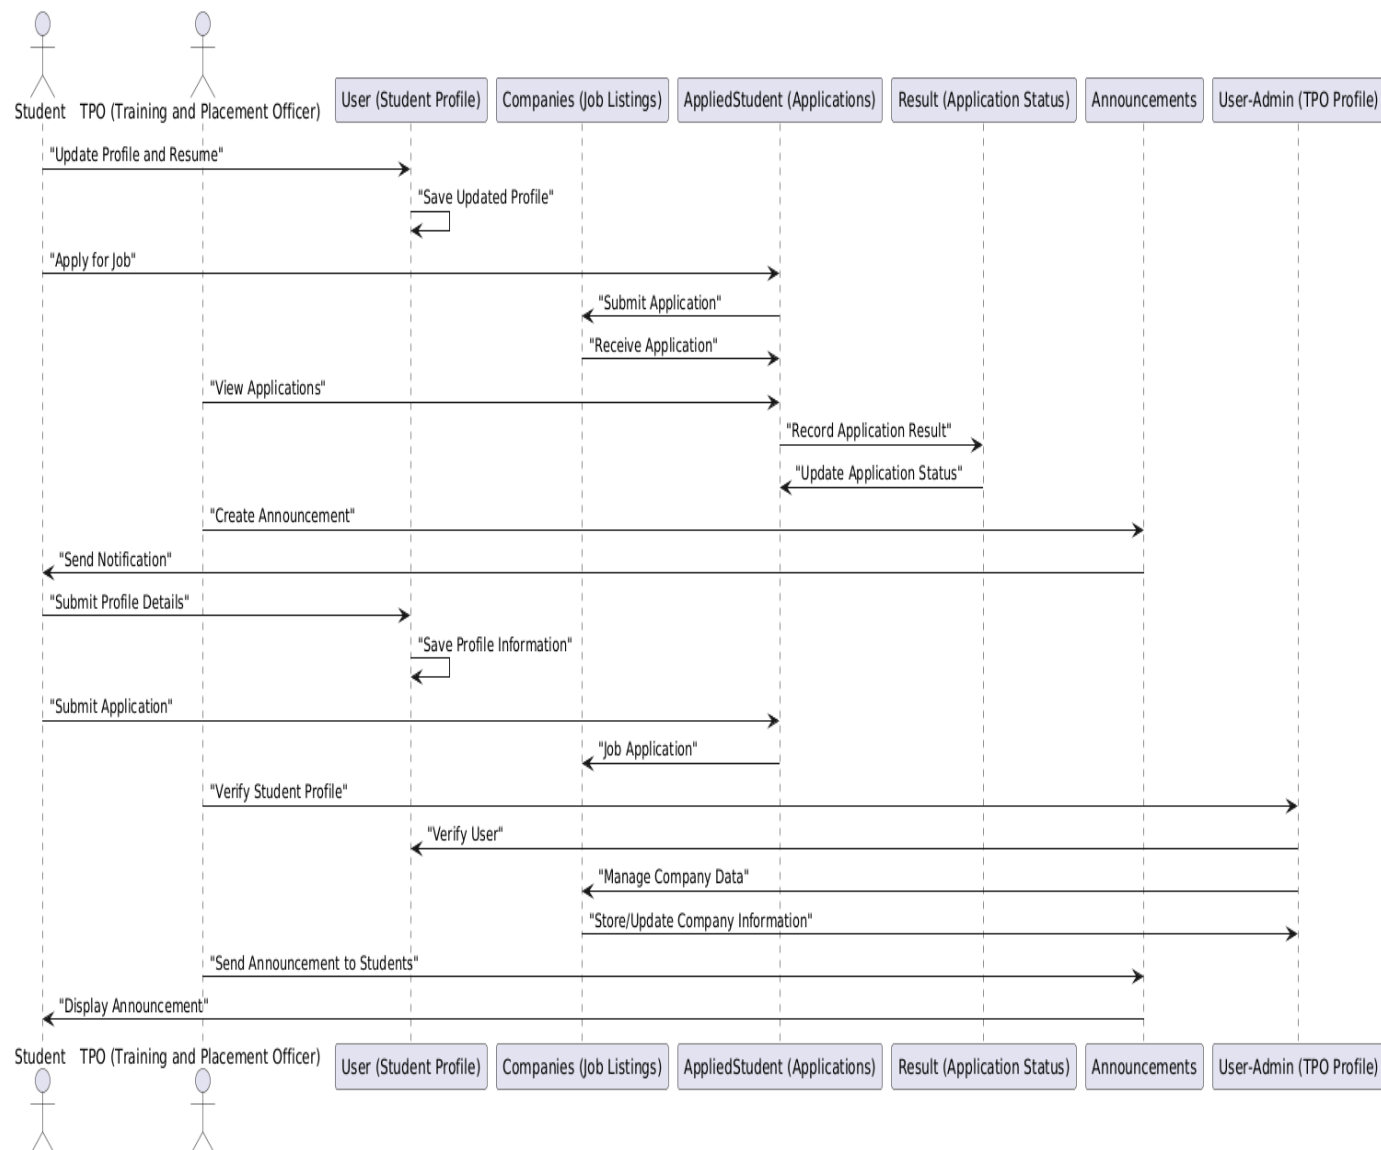 Student
TPO (Training and Placement Officer)
User (Student Profile)
Companies (Job Listings)
AppliedStudent (Applications)
Result (Application Status)
Announcements
User-Admin (TPO Profile)
"Update Profile and Resume"
"Save Updated Profile"
"Apply for Job"
"Submit Application"
"Receive Application"
"View Applications"
"Record Application Result"
"Update Application Status"
"Create Announcement"
"Send Notification"
"Submit Profile Details"
"Save Profile Information"
"Submit Application"
"Job Application"
"Verify Student Profile"
"Verify User"
"Manage Company Data"
"Store/Update Company Information"
"Send Announcement to Students"
"Display Announcement"
Student
TPO (Training and Placement Officer)
User (Student Profile)
Companies (Job Listings)
AppliedStudent (Applications)
Result (Application Status)
Announcements
User-Admin (TPO Profile)